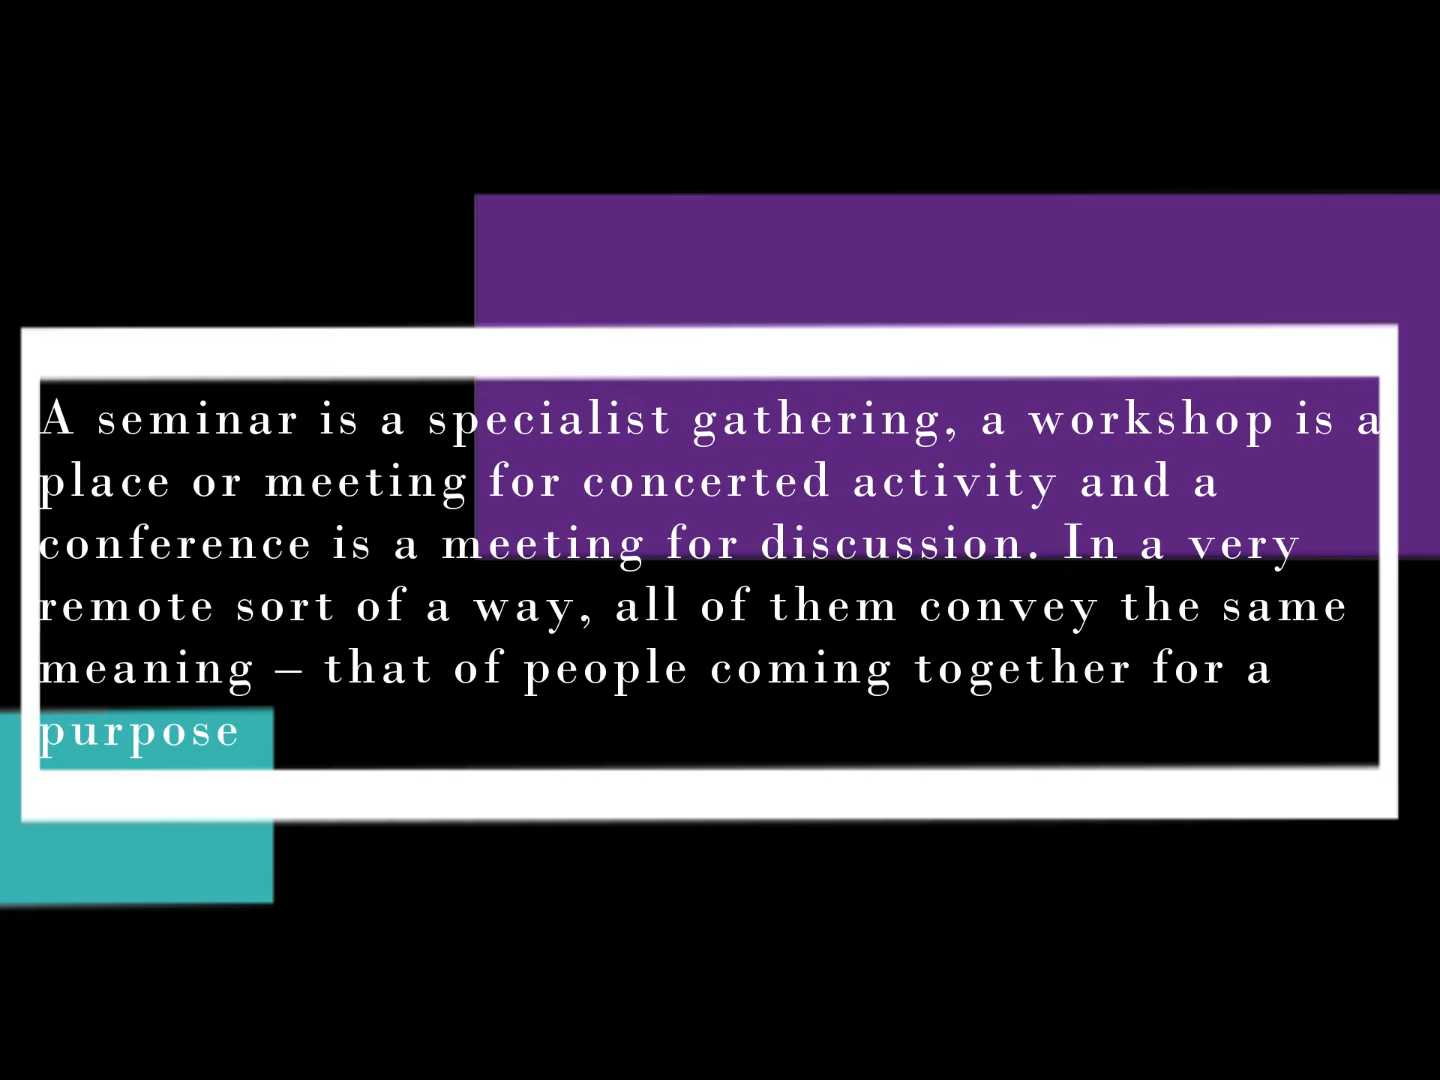 A seminar is a specialist gathering, a workshop is a
place or meeting for concerted activity and a
conference is a meeting for discussion. In a very
remote sort of a way, all of them convey the same
meaning – that of people coming together for a
purpose